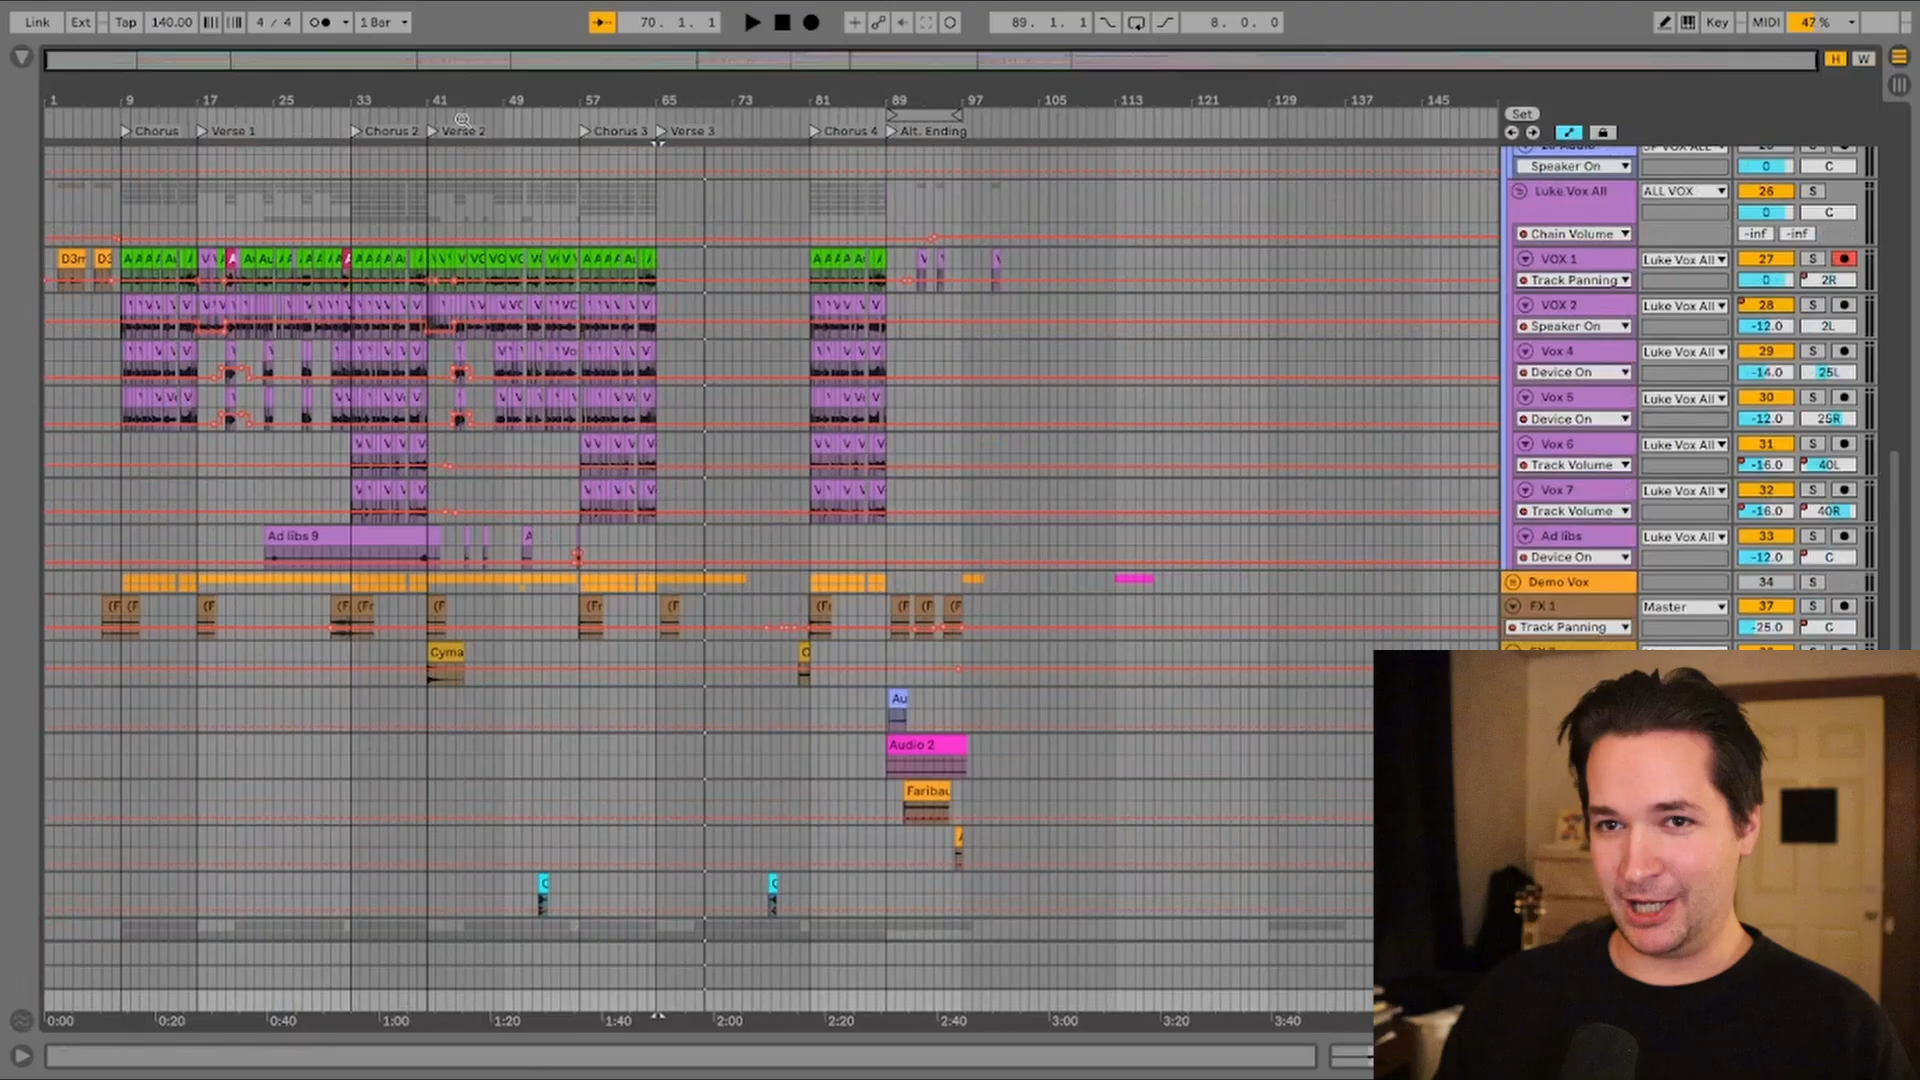 Link Ext Tap 140.00 4 / 4 1 Bar 70. 1. 1 89. 1. 1 8. 0. 0 Key MIDI 47 %
H W
1 9 17 25 33 41 49 57 65 73 81 89 97 105 113 121 129 137 145
Set
Chorus Verse 1 Chorus 2 Verse 2 Chorus 3 Verse 3 Chorus 4 Alt. Ending
Speaker On 0 C
Luke Vox All ALL VOX 26 S
0 C
Chain Volume -inf -inf
D3m D3 VOX 1 Luke Vox All 27 S
Track Panning 0 2R
VOX 2 Luke Vox All 28 S
Speaker On -12.0 2L
Vox 4 Luke Vox All 29 S
Device On -14.0 25L
Vox 5 Luke Vox All 30 S
Device On -12.0 25R
Vox 6 Luke Vox All 31 S
Track Volume -16.0 40L
Vox 7 Luke Vox All 32 S
Track Volume -16.0 40R
Ad libs 9 A Ad libs Luke Vox All 33 S
Device On -12.0 C
Demo Vox 34 S
(F (F (F (F (Fr (F (Fr (F (Fr (F (F (F FX 1 Master 37 S
Track Panning -25.0 C
Cyma C
Au
Audio 2
Faribau
C C
0:00 0:20 0:40 1:00 1:20 1:40 2:00 2:20 2:40 3:00 3:20 3:40